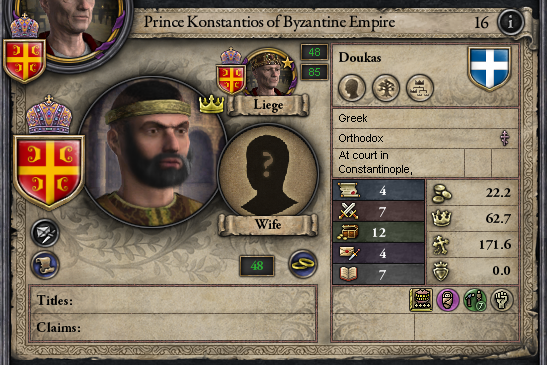 Prince Konstantios of Byzantine Empire 16 i
48
85
Liege
Doukas
Greek
Orthodox
At court in
Constantinople,
?
Wife
4 22.2
7 62.7
12 171.6
4 0.0
7
48
Titles:
Claims: